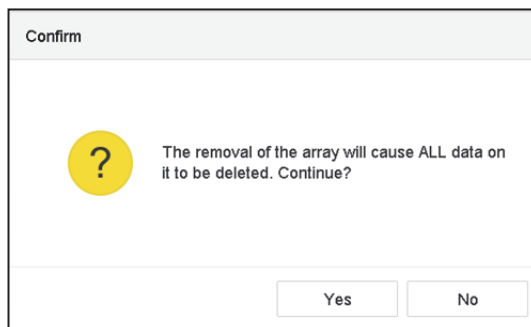 Confirm
?
The removal of the array will cause ALL data on
it to be deleted. Continue?
Yes No